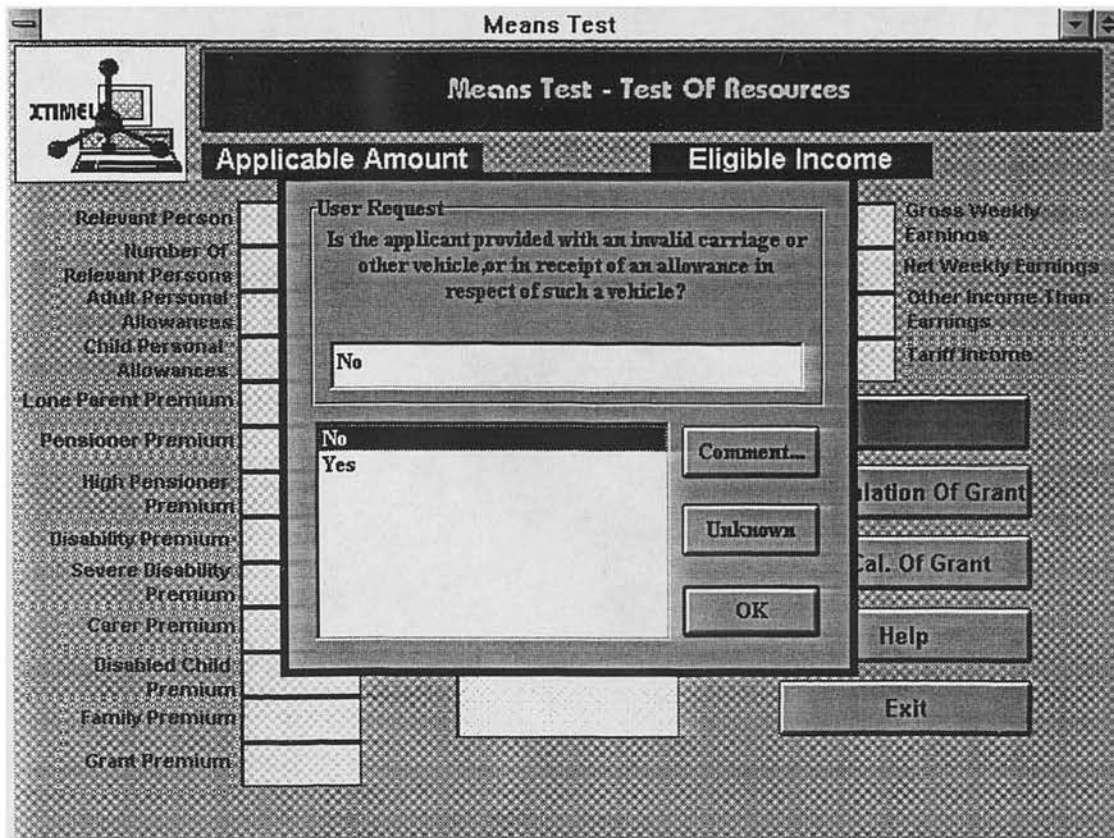 Means Test
XTIMEL
Means Test - Test Of Resources
Applicable Amount
Eligible Income
Relevant Person
Number Of
Relevant Persons
Adult Personal
Allowances
Child Personal
Allowances
Lone Parent Premium
Pensioner Premium
High Pensioner
Premium
Disability Premium
Severe Disability
Premium
Carer Premium
Disabled Child
Premium
Family Premium
Grant Premium
User Request
Is the applicant provided with an invalid carriage or
other vehicle,or in receipt of an allowance in
respect of such a vehicle?
No
No
Yes
Comment...
Unknown
OK
Gross Weekly
Earnings
Net Weekly Earnings
Other Income Than
Earnings
Tariff Income
lation Of Grant
Cal. Of Grant
Help
Exit